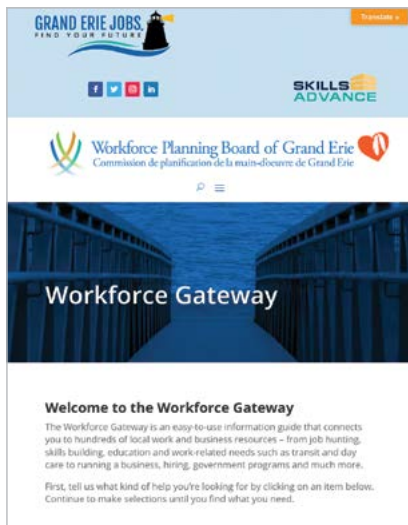 GRAND ERIE JOBS,
FIND YOUR FUTURE
Translate »
SKILLS
ADVANCE
Workforce Planning Board of Grand Erie
Commission de planification de la main-d'oeuvre de Grand Erie
Workforce Gateway
Welcome to the Workforce Gateway
The Workforce Gateway is an easy-to-use information guide that connects
you to hundreds of local work and business resources – from job hunting,
skills building, education and work-related needs such as transit and day
care to running a business, hiring, government programs and much more.
First, tell us what kind of help you're looking for by clicking on an item below.
Continue to make selections until you find what you need.